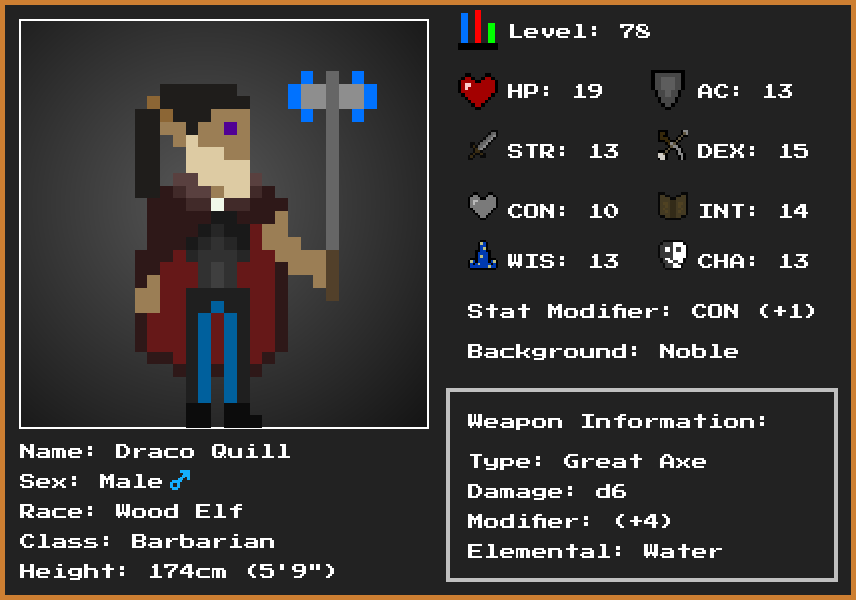 Level: 78
HP: 19
AC: 13
STR: 13
DEX: 15
CON: 10
INT: 14
WIS: 13
CHA: 13
Stat Modifier: CON (+1)
Background: Noble
Weapon Information:
Type: Great Axe
Damage: d6
Modifier: (+4)
Elemental: Water
Name: Draco Quill
Sex: Male♂
Race: Wood Elf
Class: Barbarian
Height: 174cm (5'9")